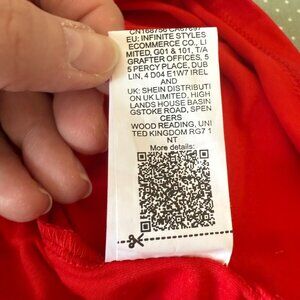 EU: INFINITE STYLES
ECOMMERCE CO., LI
MITED, G01 & 101, T/A
GRAFTER OFFICES, 5
5 PERCY PLACE, DUB
LIN, 4 D04 E1W7 IREL
AND
UK: SHEIN DISTRIBUTI
ON UK LIMITED, HIGH
LANDS HOUSE BASIN
GSTOKE ROAD, SPEN
CERS
WOOD READING, UNI
TED KINGDOM RG7 1
NT
More details: